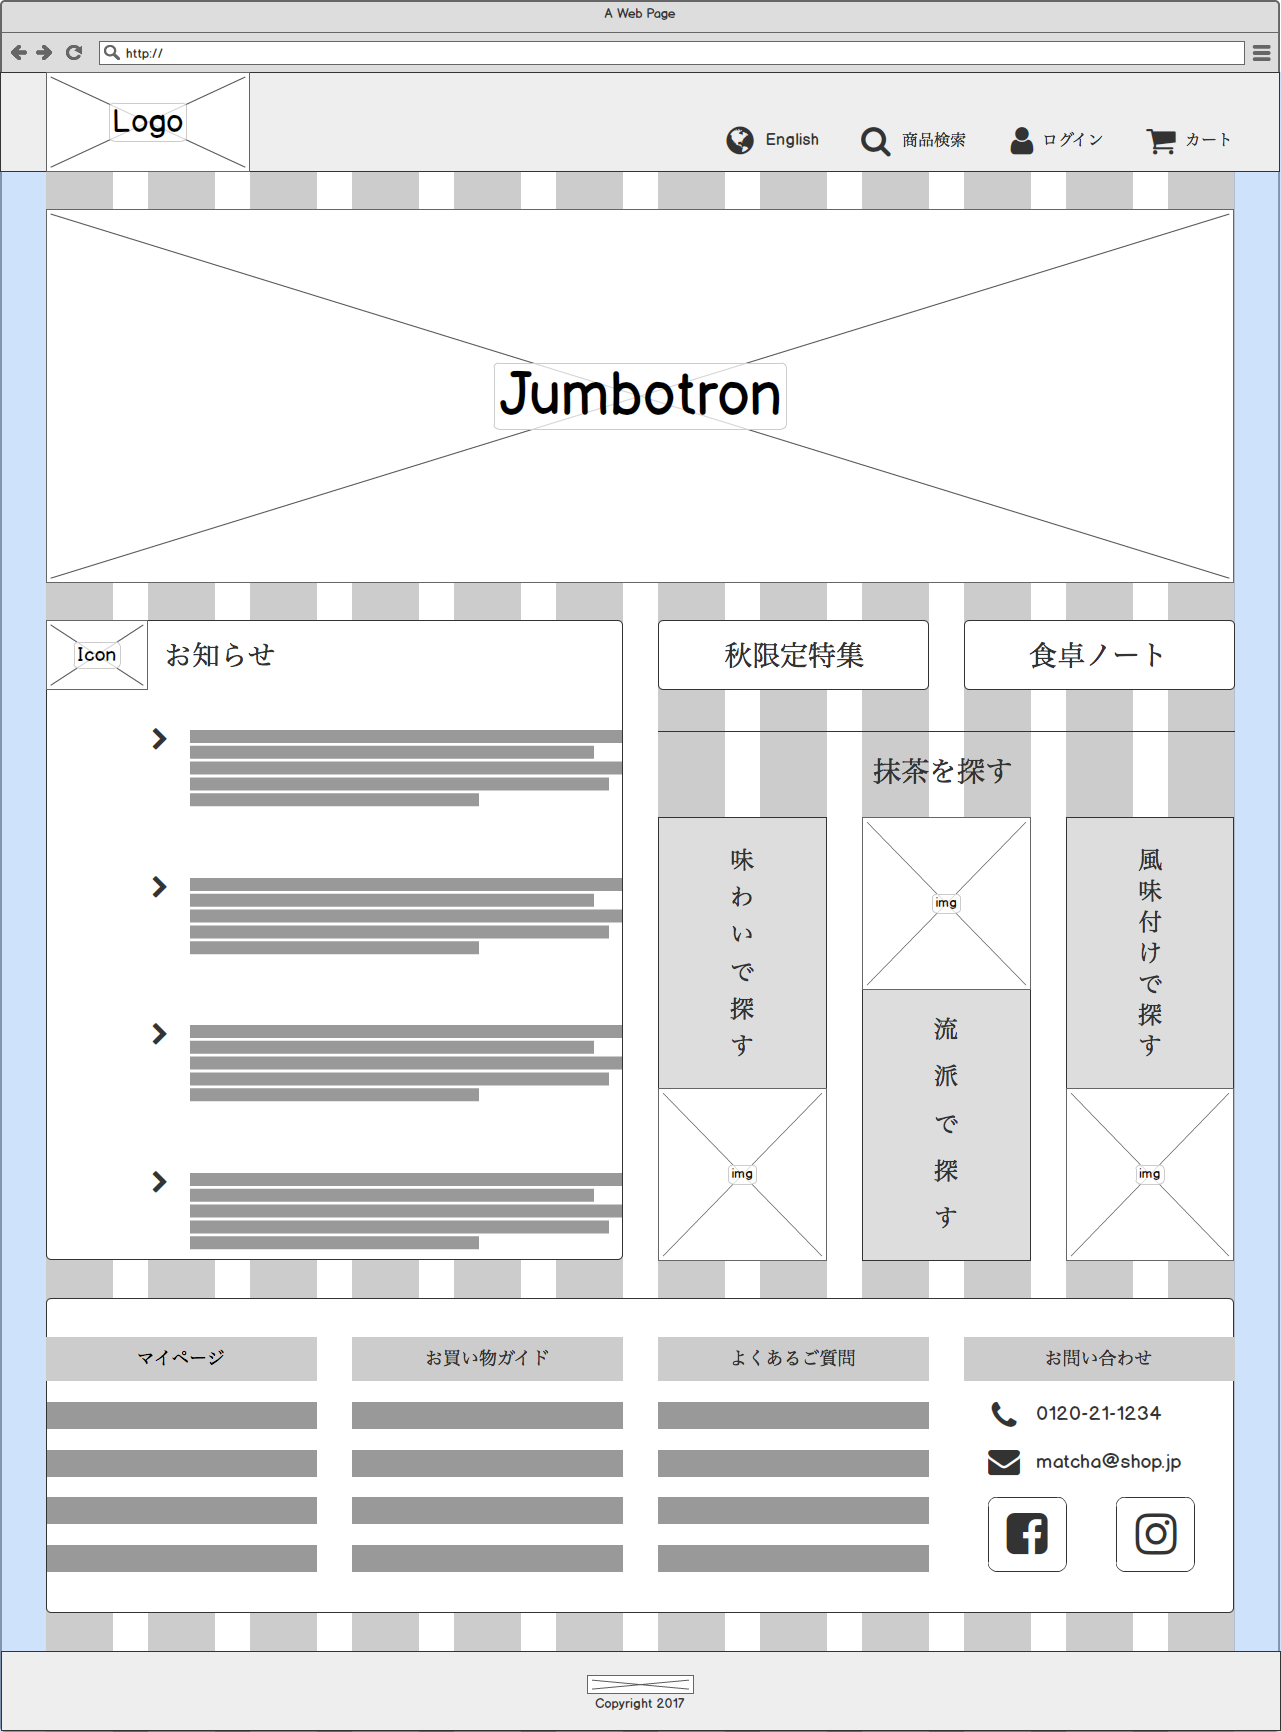 A Web Page
http://
Logo
English
商品検索
ログイン
カート
Jumbotron
Icon
お知らせ
秋限定特集
食卓ノート
抹茶を探す
味わいで探す
img
img
流派で探す
風味付けで探す
img
マイページ
お買い物ガイド
よくあるご質問
お問い合わせ
0120-21-1234
matcha@shop.jp
Copyright 2017